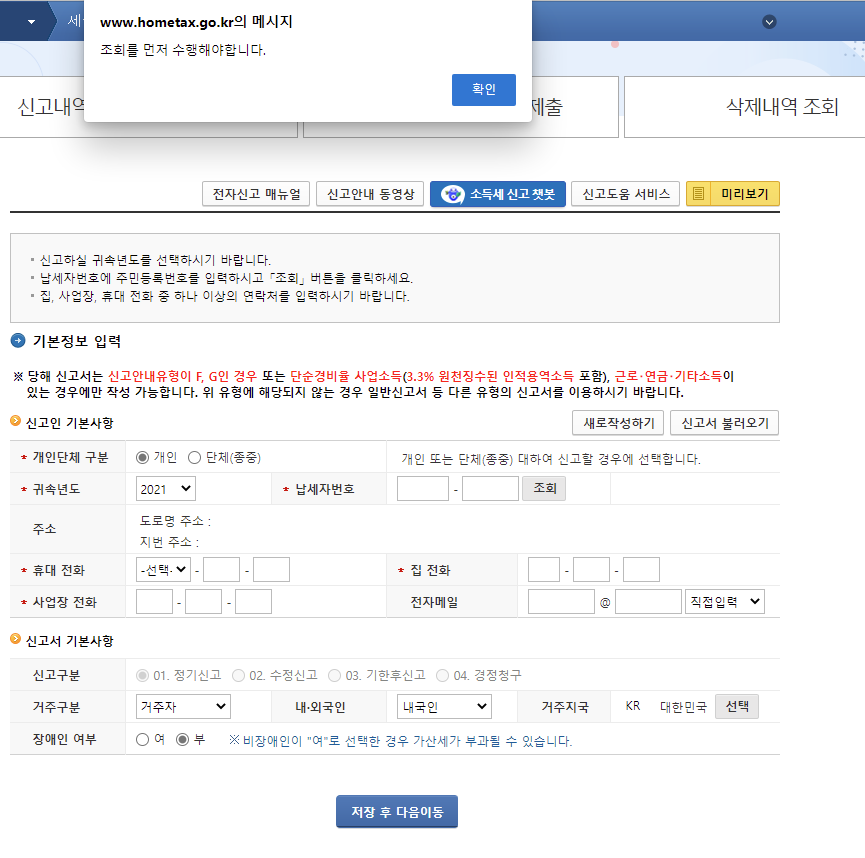 www.hometax.go.kr의 메시지
조회를 먼저 수행해야합니다.
확인
신고내역
제출
삭제내역 조회
전자신고 매뉴얼 신고안내 동영상 소득세 신고 챗봇 신고도움 서비스 미리보기
신고하실 귀속년도를 선택하시기 바랍니다.
납세자번호에 주민등록번호를 입력하시고 「조회」 버튼을 클릭하세요.
집, 사업장, 휴대 전화 중 하나 이상의 연락처를 입력하시기 바랍니다.
기본정보 입력
※ 당해 신고서는 신고안내유형이 F, G인 경우 또는 단순경비율 사업소득(3.3% 원천징수된 인적용역소득 포함), 근로·연금·기타소득이
있는 경우에만 작성 가능합니다. 위 유형에 해당되지 않는 경우 일반신고서 등 다른 유형의 신고서를 이용하시기 바랍니다.
신고인 기본사항 새로작성하기 신고서 불러오기
* 개인단체 구분 개인 단체(종중) 개인 또는 단체(종중) 대하여 신고할 경우에 선택합니다.
* 귀속년도 2021 * 납세자번호 - 조회
주소 도로명 주소 :
지번 주소 :
* 휴대 전화 -선택- - - * 집 전화 - -
* 사업장 전화 - - 전자메일 @ 직접입력
신고서 기본사항
신고구분 01. 정기신고 02. 수정신고 03. 기한후신고 04. 경정청구
거주구분 거주자 내·외국인 내국인 거주지국 KR 대한민국 선택
장애인 여부 여 부 ※ 비장애인이 "여"로 선택한 경우 가산세가 부과될 수 있습니다.
저장 후 다음이동